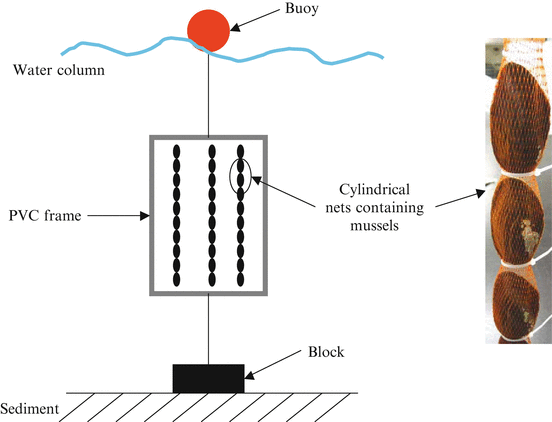 Buoy
Water column
PVC frame
Cylindrical
nets containing
mussels
Block
Sediment